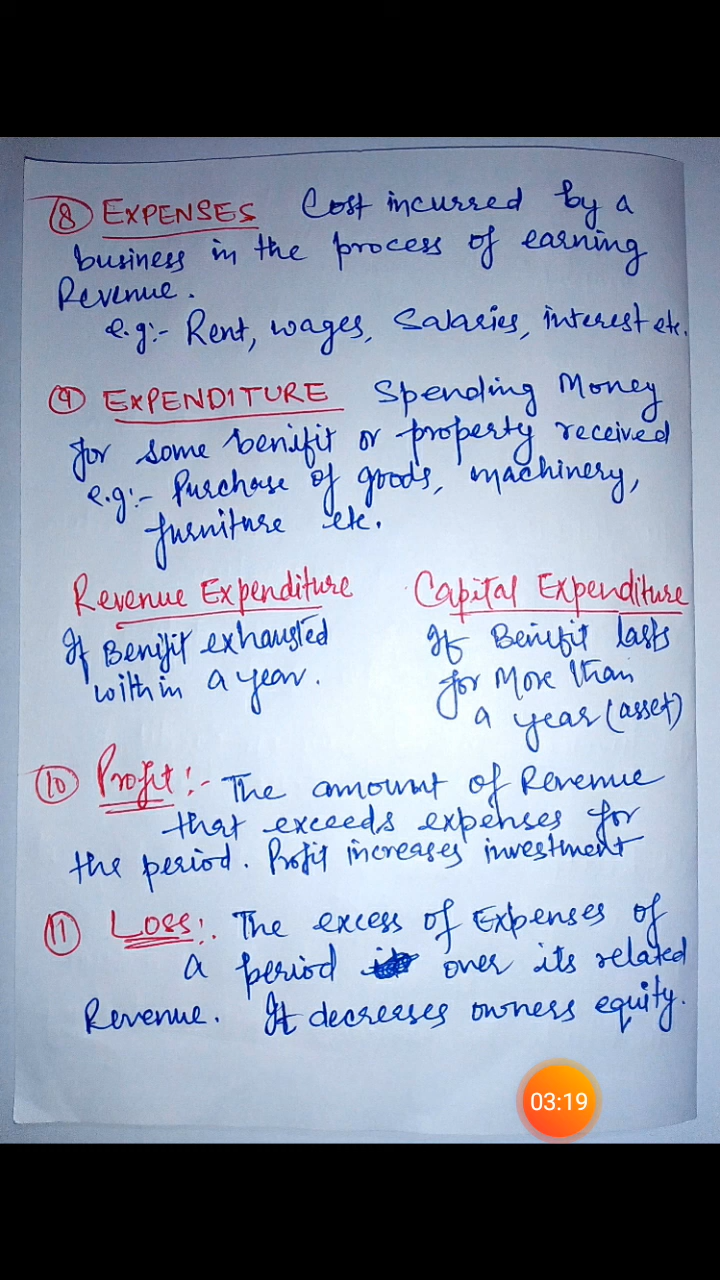 ⑧ EXPENSES Cost incurred by a
business in the process of earning
Revenue.
e.g:- Rent, wages, Salaries, interest etc.
⑨ EXPENDITURE Spending Money
for some benifit or property received
e.g:- Purchase of goods, machinery,
furniture etc.
Revenue Expenditure
If Benifit exhausted
within a year.
Capital Expenditure
If Benifit lasts
for More than
a year (asset)
⑩ Profit :- The amount of Revenue
that exceeds expenses for
the period. Profit increases investment
⑪ Loss :. The excess of Expenses of
a period over its related
Revenue. It decreases owners equity.
03:19